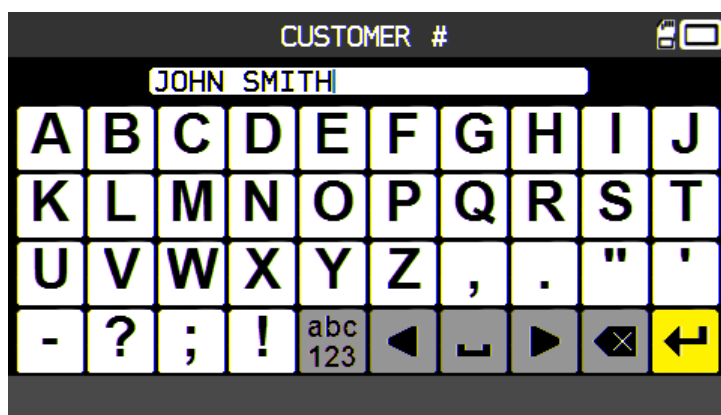 CUSTOMER #
JOHN SMITH
A B C D E F G H I J
K L M N O P Q R S T
U V W X Y Z , . " '
- ? ; ! abc
123